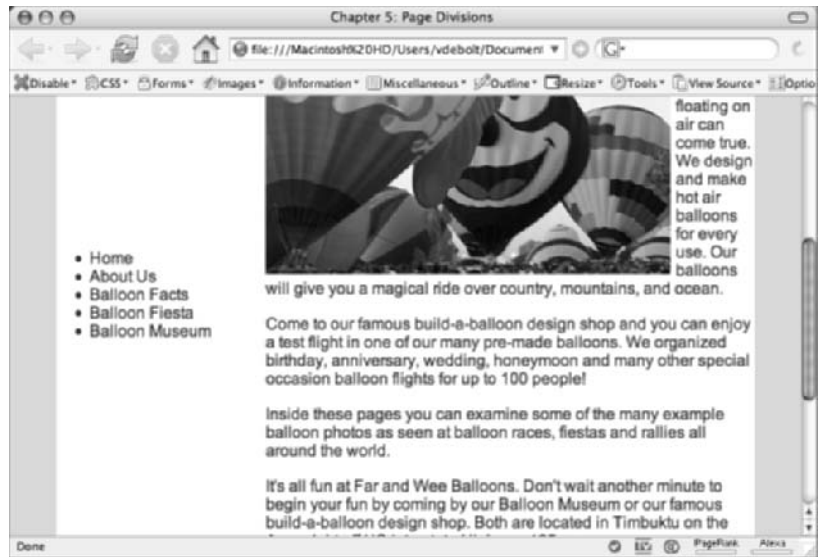 Chapter 5: Page Divisions
file:///Macintosh%20HD/Users/vdebolt/Document
G
Disable CSS Forms Images Information Miscellaneous Outline Resize Tools View Source Optio
floating on
air can
come true.
We design
and make
hot air
balloons
for every
use. Our
balloons
will give you a magical ride over country, mountains, and ocean.
• Home
• About Us
• Balloon Facts
• Balloon Fiesta
• Balloon Museum
Come to our famous build-a-balloon design shop and you can enjoy
a test flight in one of our many pre-made balloons. We organized
birthday, anniversary, wedding, honeymoon and many other special
occasion balloon flights for up to 100 people!
Inside these pages you can examine some of the many example
balloon photos as seen at balloon races, fiestas and rallies all
around the world.
It's all fun at Far and Wee Balloons. Don't wait another minute to
begin your fun by coming by our Balloon Museum or our famous
build-a-balloon design shop. Both are located in Timbuktu on the
Done PageRank Alexa